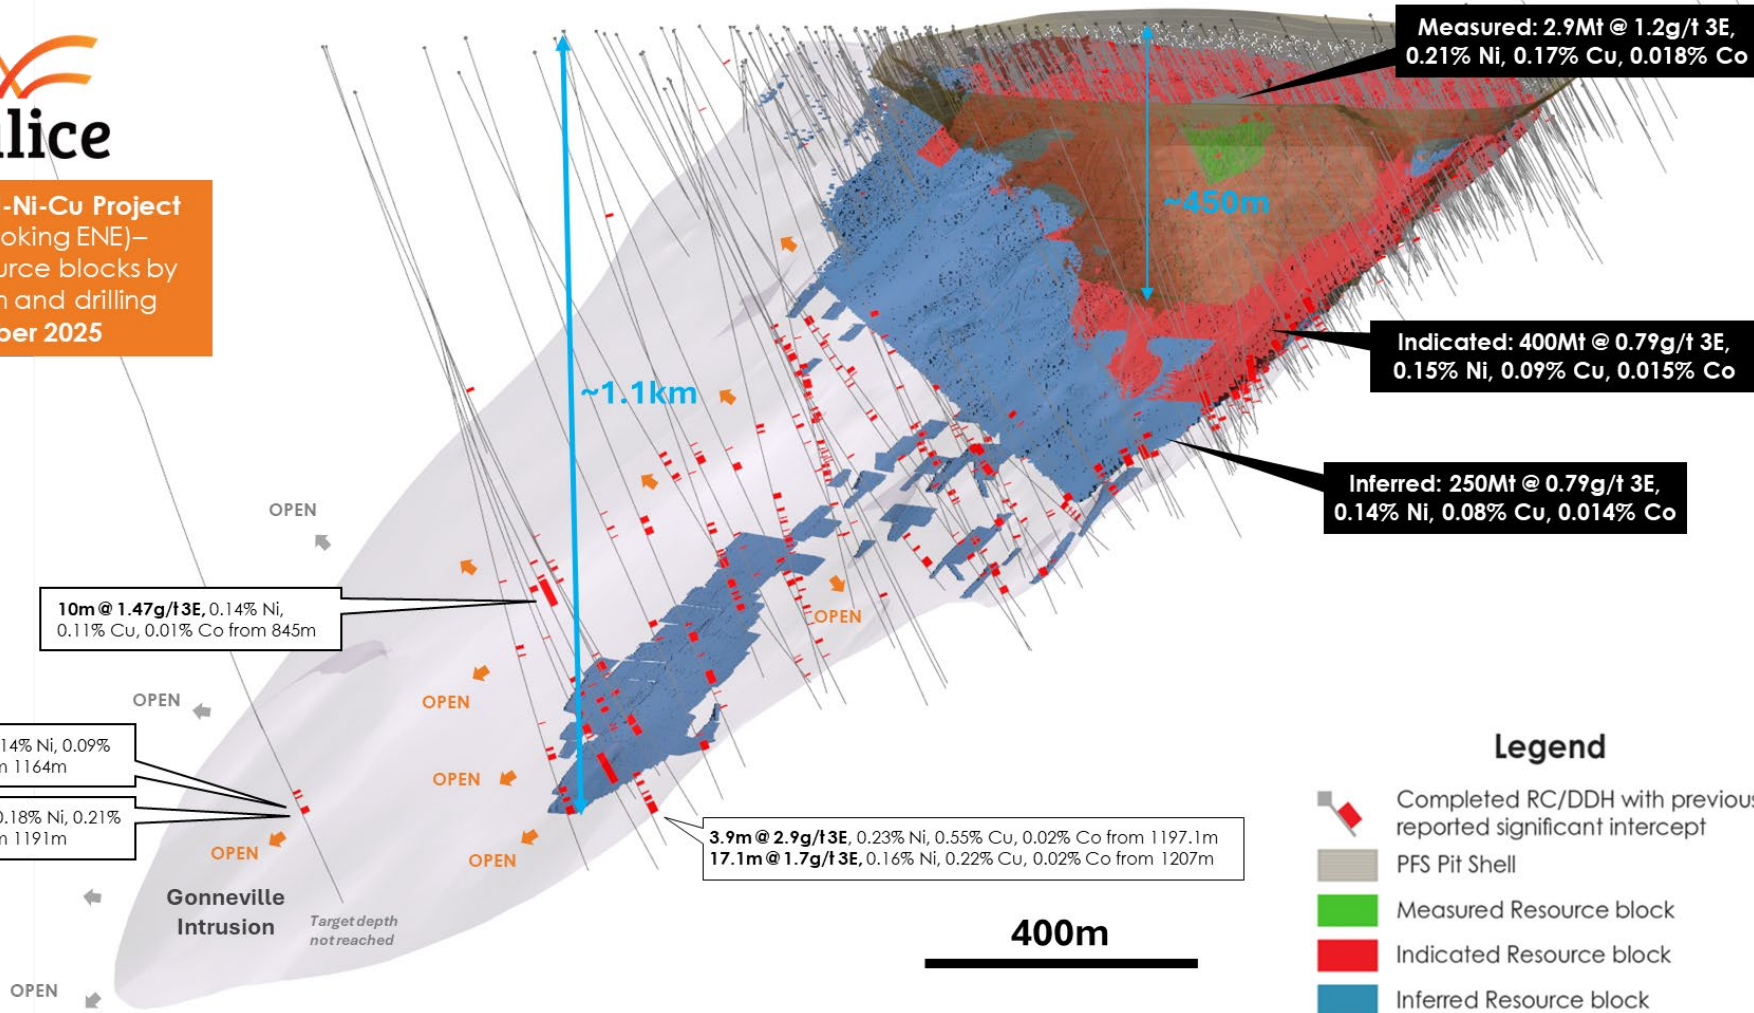 alice
-Ni-Cu Project
ooking ENE)–
urce blocks by
n and drilling
ber 2025
Measured: 2.9Mt @ 1.2g/t 3E,
0.21% Ni, 0.17% Cu, 0.018% Co
~450m
Indicated: 400Mt @ 0.79g/t 3E,
0.15% Ni, 0.09% Cu, 0.015% Co
~1.1km
Inferred: 250Mt @ 0.79g/t 3E,
0.14% Ni, 0.08% Cu, 0.014% Co
OPEN
10m @ 1.47g/t 3E, 0.14% Ni,
0.11% Cu, 0.01% Co from 845m
OPEN
OPEN
OPEN
14% Ni, 0.09%
m 1164m
OPEN
0.18% Ni, 0.21%
m 1191m
OPEN
OPEN
3.9m @ 2.9g/t 3E, 0.23% Ni, 0.55% Cu, 0.02% Co from 1197.1m
17.1m @ 1.7g/t 3E, 0.16% Ni, 0.22% Cu, 0.02% Co from 1207m
Gonneville
Intrusion
Target depth
not reached
OPEN
400m
Legend
Completed RC/DDH with previous
reported significant intercept
PFS Pit Shell
Measured Resource block
Indicated Resource block
Inferred Resource block